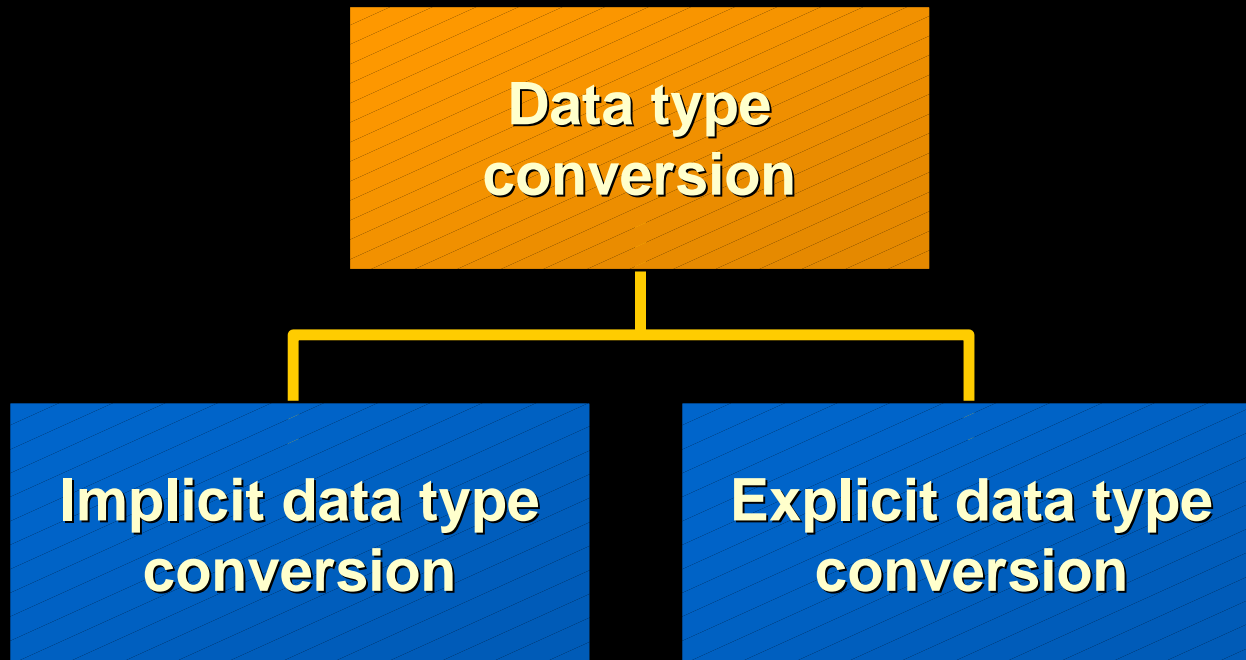 Data type
conversion
Implicit data type
conversion
Explicit data type
conversion